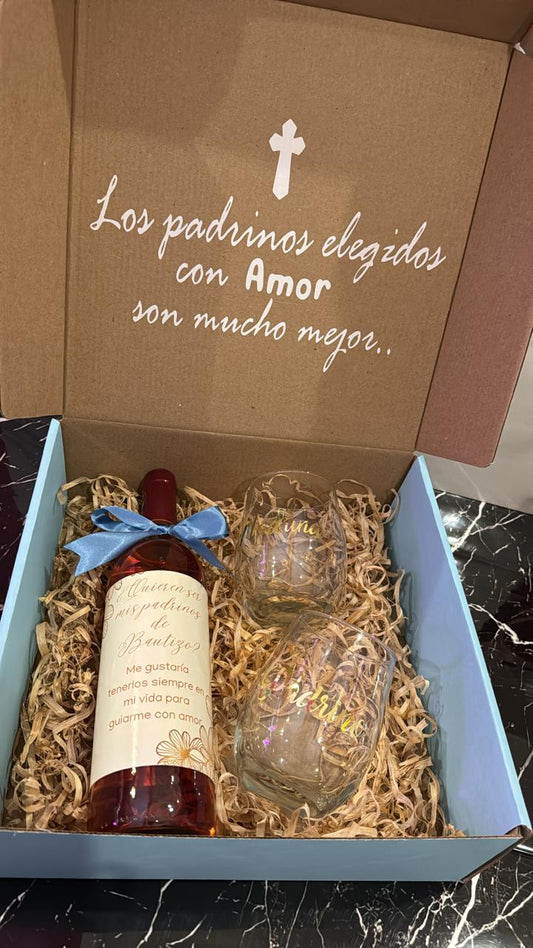 Los padrinos elegidos
con Amor
son mucho mejor..
¿Quieren ser
mis padrinos
de
Bautizo?
Me gustaría
tenerlos siempre en
mi vida para
guiarme con amor.
Padrino